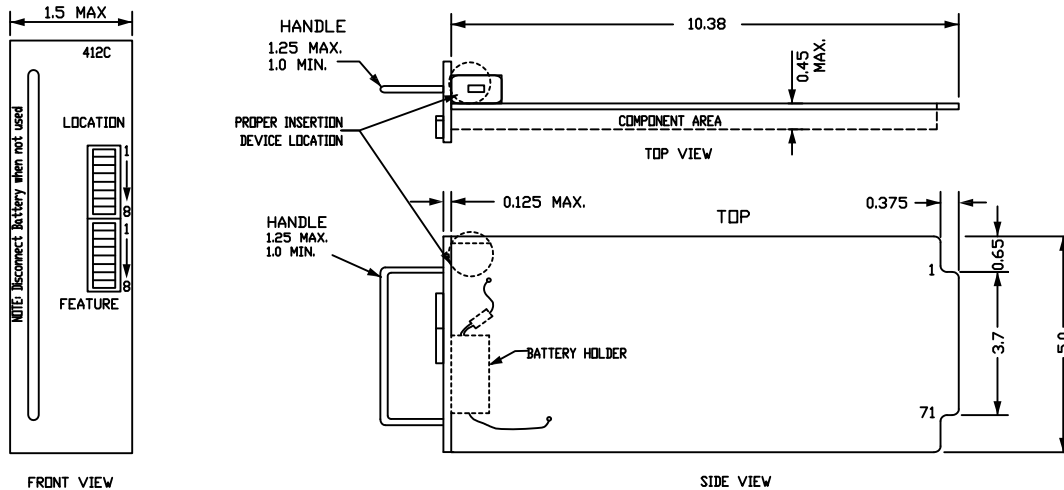 1.5 MAX
412C
NOTE: Disconnect Battery when not used
LOCATION
1
8
1
8
FEATURE
FRONT VIEW
HANDLE
1.25 MAX.
1.0 MIN.
10.38
0.45
MAX.
PROPER INSERTION
DEVICE LOCATION
COMPONENT AREA
TOP VIEW
0.125 MAX.
TOP
0.375
HANDLE
1.25 MAX.
1.0 MIN.
0.65
1
BATTERY HOLDER
3.7
5.0
71
SIDE VIEW